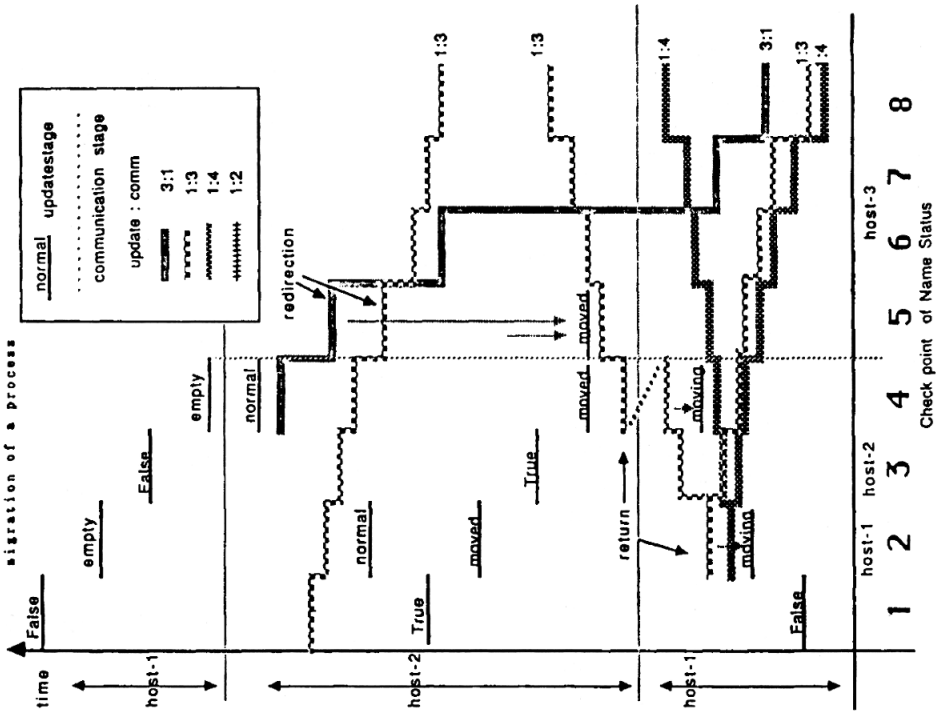 migration of a process
time
normal updatestage
communication stage
update : comm
3:1
1:3
1:4
1:2
False
empty
False
empty
normal
redirection
1:3
1:3
normal
True
moved
True
moved
moved
return
moving
moving
False
1:4
3:1
1:3
1:4
host-1
host-2
host-1
1 2 3 4 5 6 7 8
host-1 host-2 host-3
Check point of Name Status